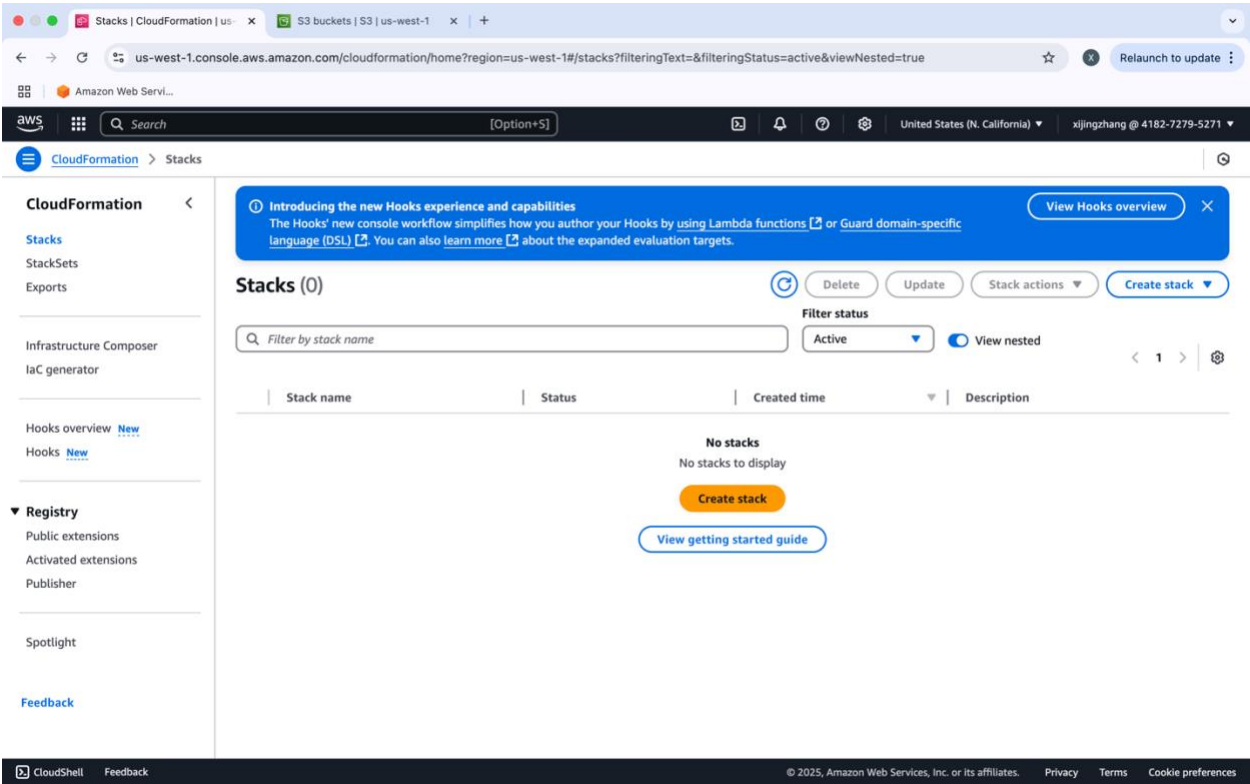 Stacks | CloudFormation | us-
S3 buckets | S3 | us-west-1
us-west-1.console.aws.amazon.com/cloudformation/home?region=us-west-1#/stacks?filteringText=&filteringStatus=active&viewNested=true
X
Relaunch to update
Amazon Web Servi...
aws
Search
[Option+S]
United States (N. California)
xijingzhang @ 4182-7279-5271
CloudFormation > Stacks
CloudFormation
Stacks
StackSets
Exports
Infrastructure Composer
IaC generator
Hooks overview New
Hooks New
Registry
Public extensions
Activated extensions
Publisher
Spotlight
Feedback
Introducing the new Hooks experience and capabilities
The Hooks' new console workflow simplifies how you author your Hooks by using Lambda functions or Guard domain-specific
language (DSL). You can also learn more about the expanded evaluation targets.
View Hooks overview
Stacks (0)
Delete
Update
Stack actions
Create stack
Filter by stack name
Filter status
Active
View nested
1
Stack name
Status
Created time
Description
No stacks
No stacks to display
Create stack
View getting started guide
CloudShell
Feedback
© 2025, Amazon Web Services, Inc. or its affiliates.
Privacy
Terms
Cookie preferences